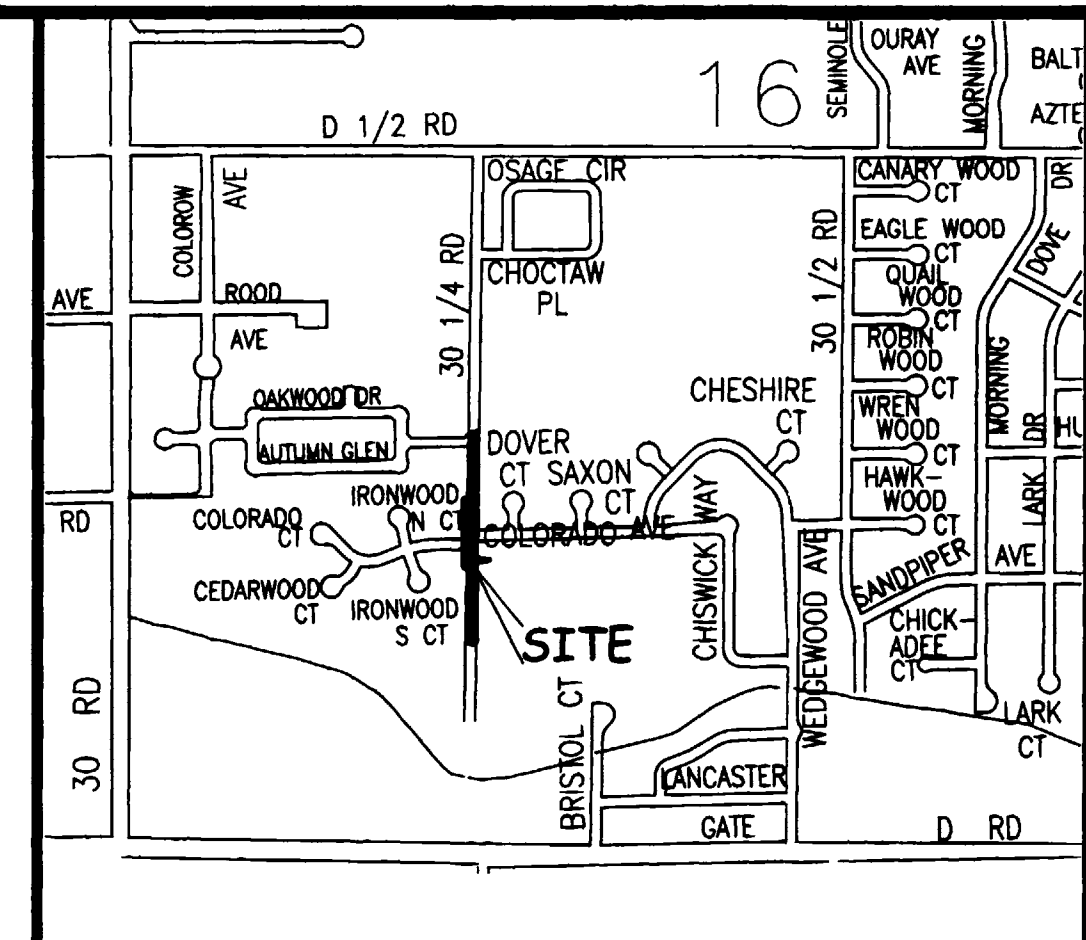 SEMINOLE
OURAY
AVE
MORNING
BALT
AZTE
16
D 1/2 RD
COLOROW
AVE
OSAGE CIR
CHOCTAW
PL
30 1/4 RD
30 1/2 RD
CANARY WOOD
CT
EAGLE WOOD
CT
QUAIL
WOOD
CT
ROBIN
WOOD
CT
WREN
WOOD
CT
HAWK-
WOOD
CT
DR
DOVE
MORNING
DR
HU
LARK
AVE
ROOD
AVE
OAKWOOD DR
AUTUMN GLEN
CHESHIRE
CT
DOVER
CT
SAXON
CT
IRONWOOD
N CT
COLORADO AVE
RD
COLORADO
CT
CEDARWOOD
CT
IRONWOOD
S CT
SITE
CHISWICK WAY
WEDGEWOOD AVE
SANDPIPER
AVE
CHICK-
ADEE
CT
LARK
CT
30 RD
BRISTOL CT
LANCASTER
GATE
D RD